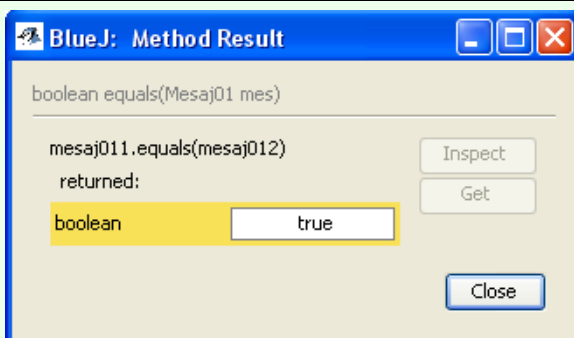 BlueJ: Method Result
boolean equals(Mesaj01 mes)
mesaj011.equals(mesaj012)
returned:
boolean true
Inspect
Get
Close